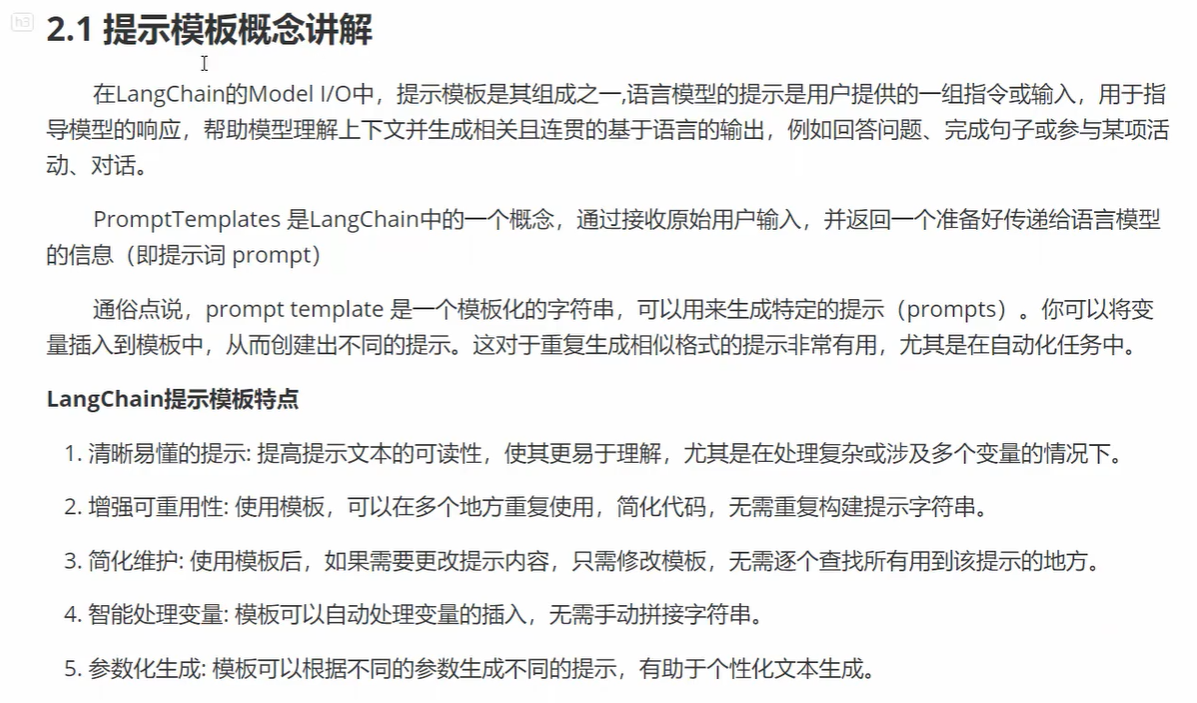 h3
2.1 提示模板概念讲解
在LangChain的Model I/O中，提示模板是其组成之一,语言模型的提示是用户提供的一组指令或输入，用于指
导模型的响应，帮助模型理解上下文并生成相关且连贯的基于语言的输出，例如回答问题、完成句子或参与某项活
动、对话。
PromptTemplates 是LangChain中的一个概念，通过接收原始用户输入，并返回一个准备好传递给语言模型
的信息（即提示词 prompt）
通俗点说，prompt template 是一个模板化的字符串，可以用来生成特定的提示（prompts）。你可以将变
量插入到模板中，从而创建出不同的提示。这对于重复生成相似格式的提示非常有用，尤其是在自动化任务中。
LangChain提示模板特点
1. 清晰易懂的提示: 提高提示文本的可读性，使其更易于理解，尤其是在处理复杂或涉及多个变量的情况下。
2. 增强可重用性: 使用模板，可以在多个地方重复使用，简化代码，无需重复构建提示字符串。
3. 简化维护: 使用模板后，如果需要更改提示内容，只需修改模板，无需逐个查找所有用到该提示的地方。
4. 智能处理变量: 模板可以自动处理变量的插入，无需手动拼接字符串。
5. 参数化生成: 模板可以根据不同的参数生成不同的提示，有助于个性化文本生成。